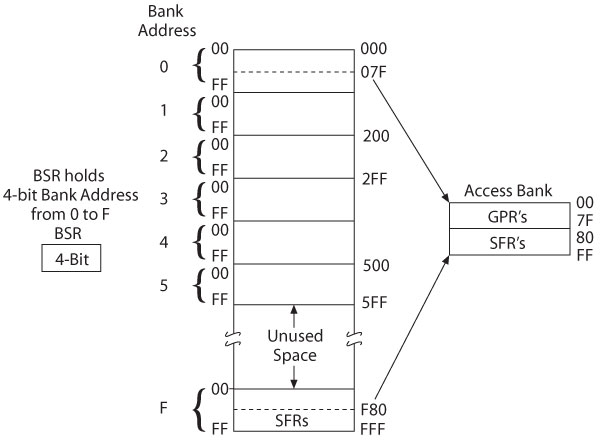 Bank
Address
0
00
FF
000
07F
1
00
FF
2
00
FF
200
2FF
3
00
FF
4
00
FF
5
00
FF
500
5FF
BSR holds
4-bit Bank Address
from 0 to F
BSR
4-Bit
Unused
Space
F
00
FF
SFRs
F80
FFF
Access Bank
GPR's
SFR's
00
7F
80
FF